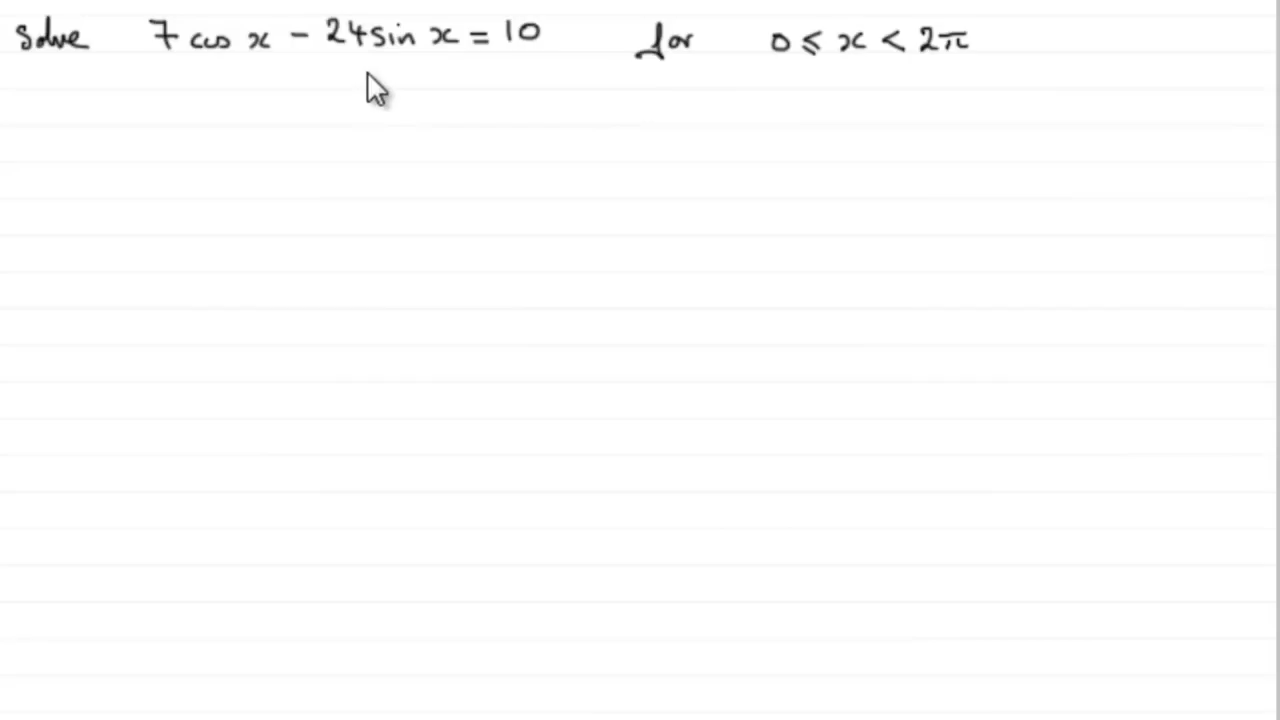 Solve 7 cos x - 24 sin x = 10 for 0 ⩽ x < 2π